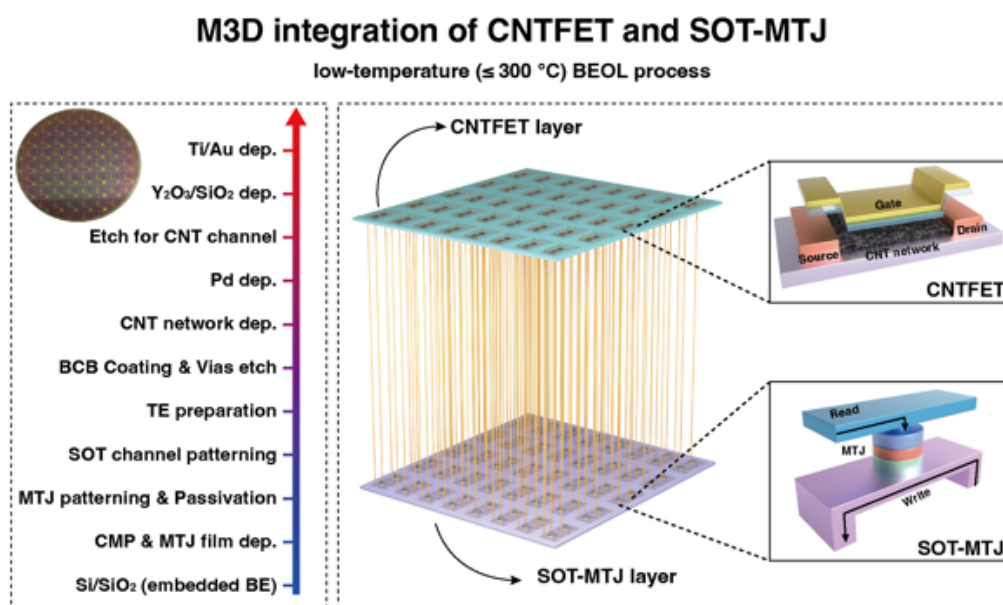 M3D integration of CNTFET and SOT-MTJ
low-temperature (≤ 300 °C) BEOL process
Ti/Au dep.
Y₂O₃/SiO₂ dep.
Etch for CNT channel
Pd dep.
CNT network dep.
BCB Coating & Vias etch
TE preparation
SOT channel patterning
MTJ patterning & Passivation
CMP & MTJ film dep.
Si/SiO₂ (embedded BE)
CNTFET layer
SOT-MTJ layer
Gate
Source
Drain
CNT network
CNTFET
Read
MTJ
Write
SOT-MTJ